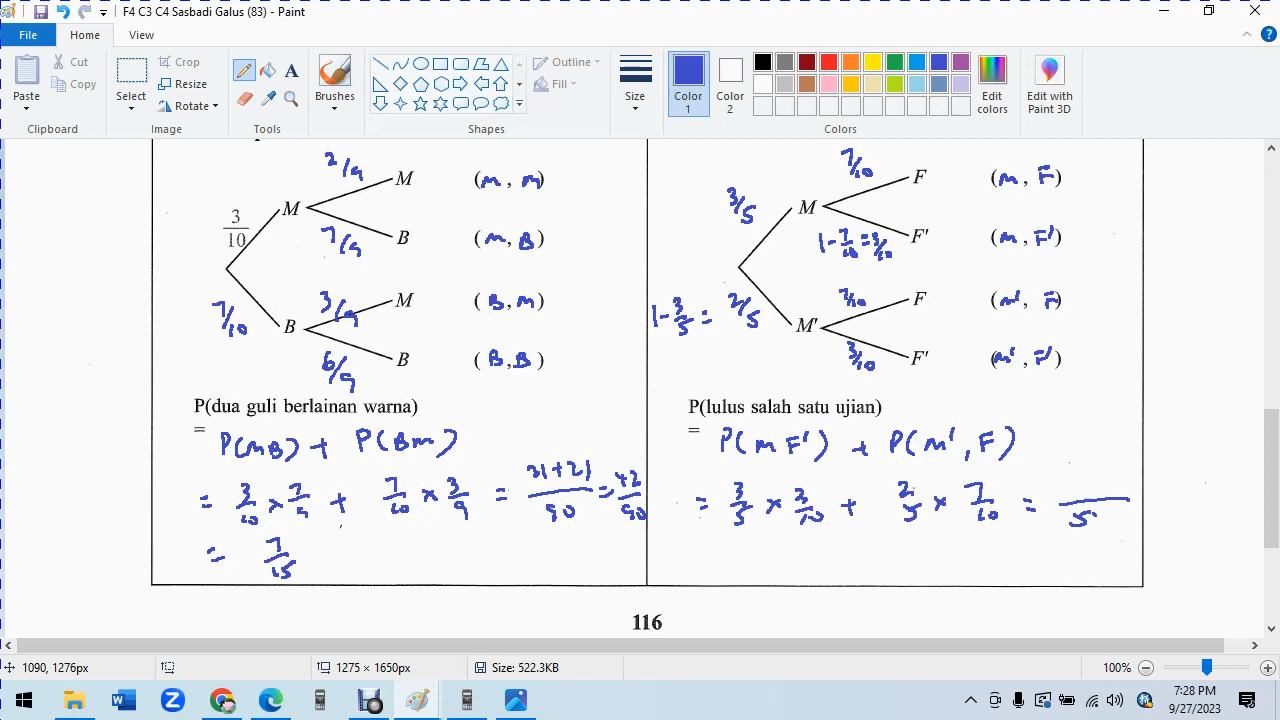 F4 C3 C4 Sasbadi Galus (83) - Paint
File Home View
Paste Cut Copy Clipboard
Select Crop Resize Rotate Image
Tools
Brushes
Shapes Outline Fill
Size
Color 1 Color 2 Colors
Edit colors
Edit with Paint 3D
2/9 M (M, M)
3/10 M
7/9 B (M, B)
3/9 M (B, M)
7/10 B
6/9 B (B, B)
P(dua guli berlainan warna)
= P(MB) + P(BM)
= 3/10 × 7/9 + 7/10 × 3/9 = 21+21/90 = 42/90
= 7/15
7/10 F (M, F)
3/5 M
1-7/10=3/10 F' (M, F')
7/10 F (M', F)
1-3/5 = 2/5 M'
3/10 F' (M', F')
P(lulus salah satu ujian)
= P(M F') + P(M', F)
= 3/5 × 3/10 + 2/5 × 7/10 = /5
116
1090, 1276px 1275 × 1650px Size: 522.3KB 100%
7:28 PM
9/27/2023